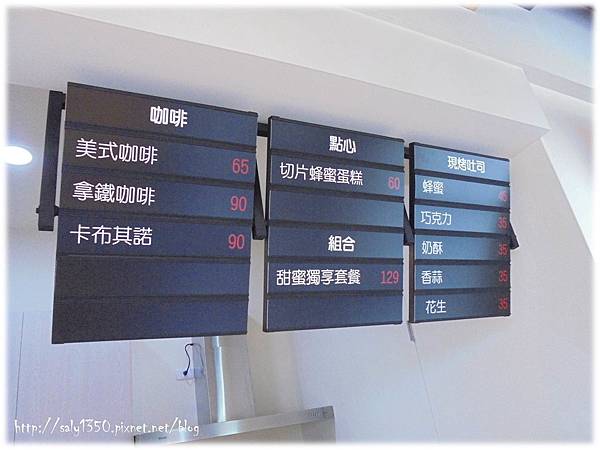 咖啡
美式咖啡 65
拿鐵咖啡 90
卡布其諾 90
點心
切片蜂蜜蛋糕 60
組合
甜蜜獨享套餐 129
現烤吐司
蜂蜜 45
巧克力 35
奶酥 35
香蒜 35
花生 35
http://saly1350.pixnet.net/blog